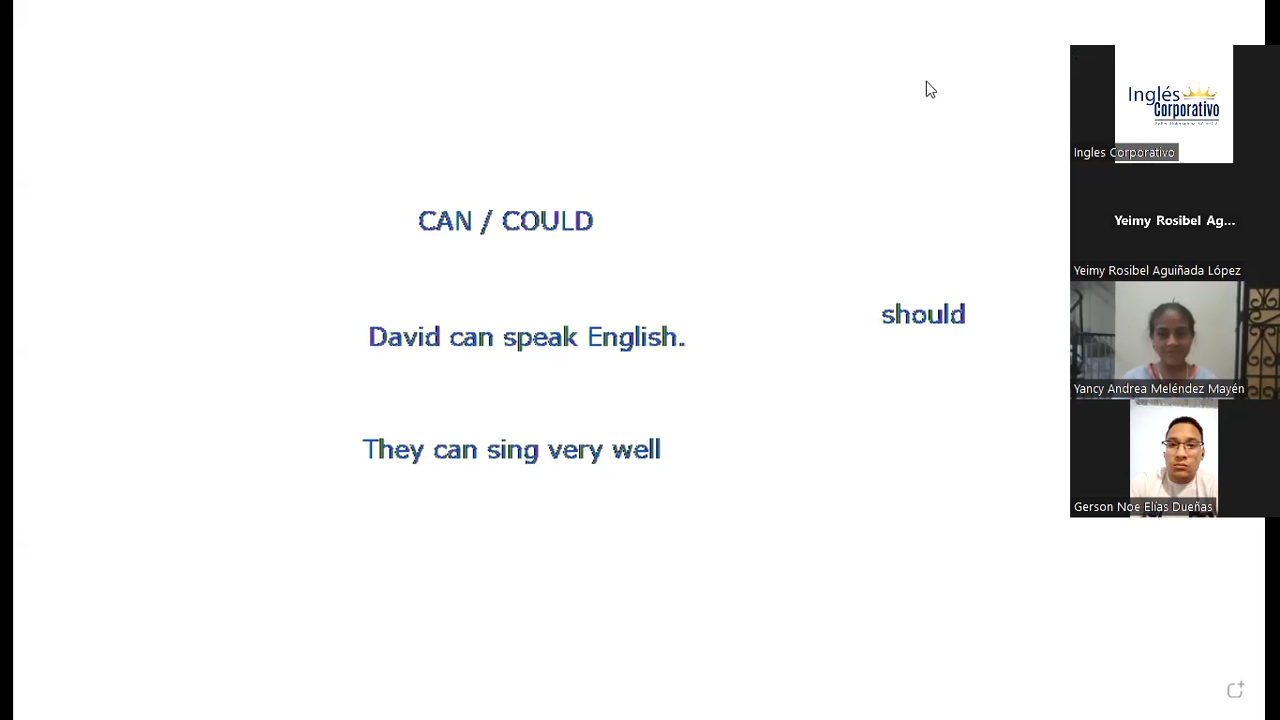 CAN / COULD
should
David can speak English.
They can sing very well
Inglés
Corporativo
Ingles Corporativo
Yeimy Rosibel Ag...
Yeimy Rosibel Aguiñada López
Yancy Andrea Meléndez Mayén
Gerson Noe Elías Dueñas